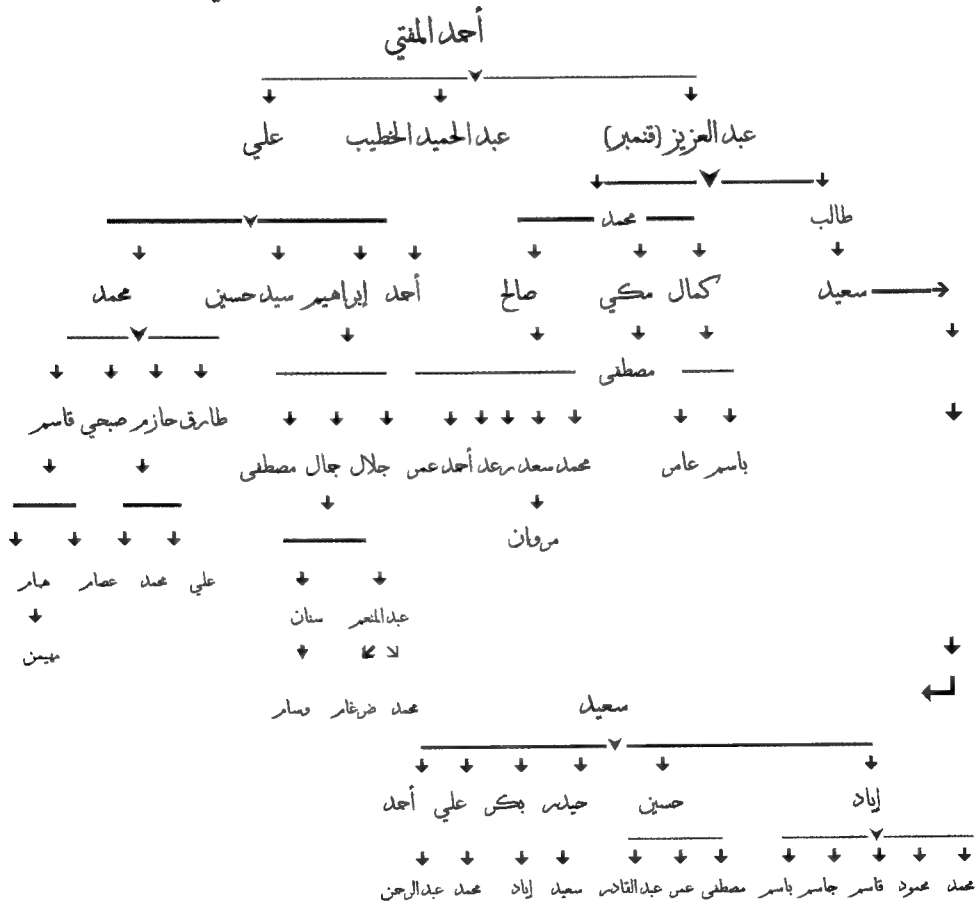 أحمد المفتي
عبد العزيز (قنمبر) عبد الحميد الخطيب علي
طالب محمد
سعيد كمال مكي صالح أحمد إبراهيم سيد حسين محمد
مصطفى
طارق حازم صبحي قاسم
باسم عامر محمد سعد رعد أحمد عمر جلال جمال مصطفى
مروان
علي محمد عصام همام
عبد المنعم سنان
مهيمن
محمد ضرغام وسام
سعيد
إياد حسين حيدر بكر علي أحمد
محمد محمود قاسم جاسم باسم مصطفى عمر عبد القادر سعيد إياد محمد عبد الرحمن